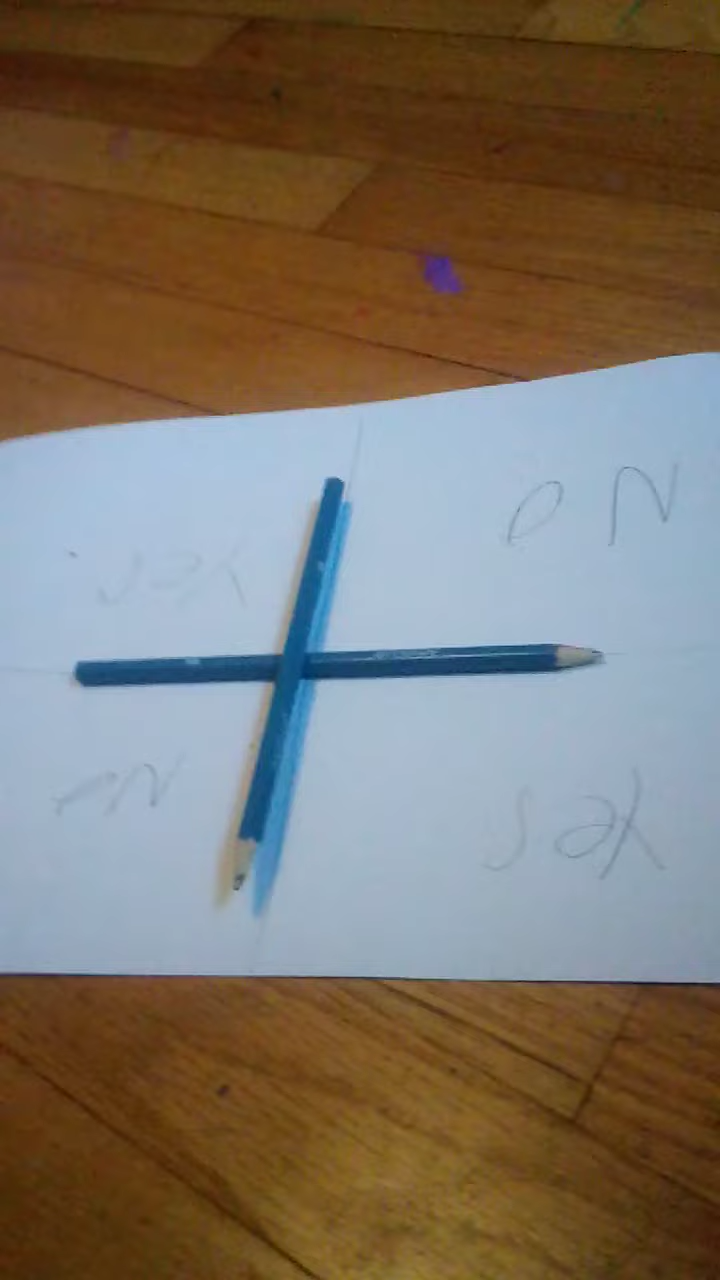 yes no
no yes